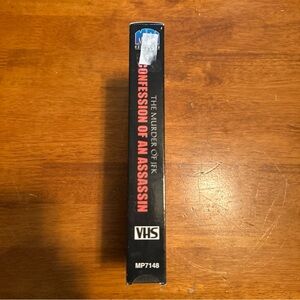 THE MURDER OF JFK
CONFESSION OF AN ASSASSIN
VHS
MP7148